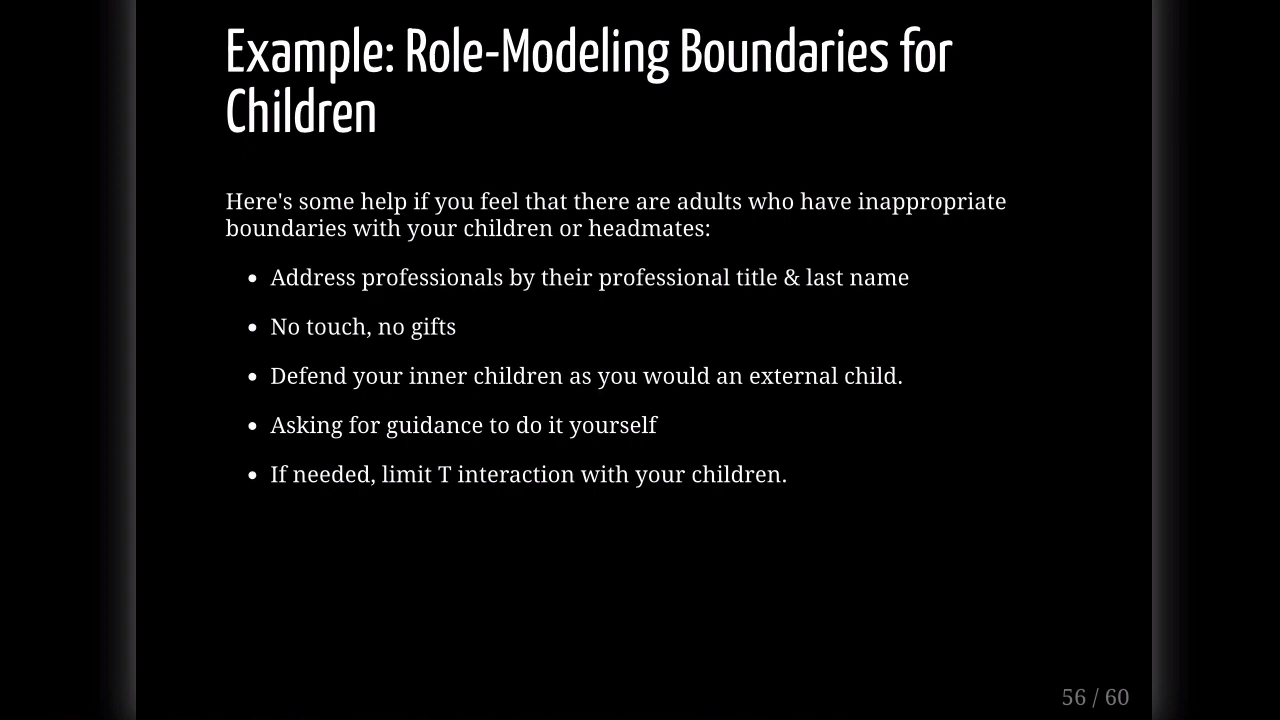 Example: Role-Modeling Boundaries for
Children
Here's some help if you feel that there are adults who have inappropriate
boundaries with your children or headmates:
• Address professionals by their professional title & last name
• No touch, no gifts
• Defend your inner children as you would an external child.
• Asking for guidance to do it yourself
• If needed, limit T interaction with your children.
56 / 60